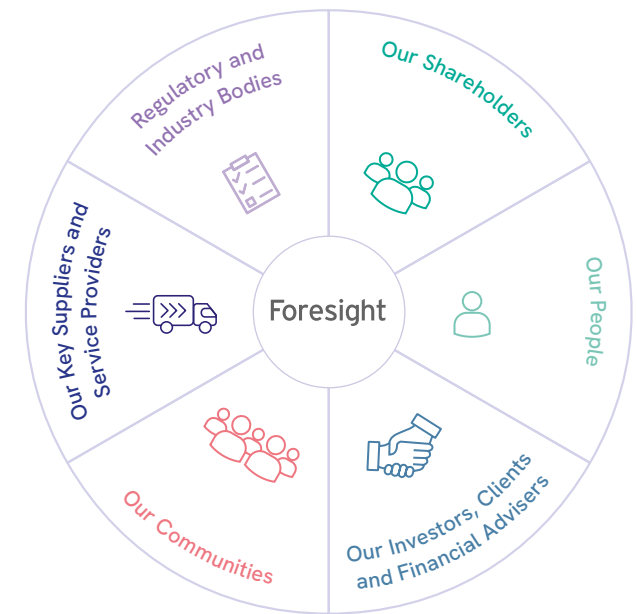 Our Shareholders
Our People
Our Investors, Clients
and Financial Advisers
Our Communities
Our Key Suppliers and
Service Providers
Regulatory and
Industry Bodies
Foresight